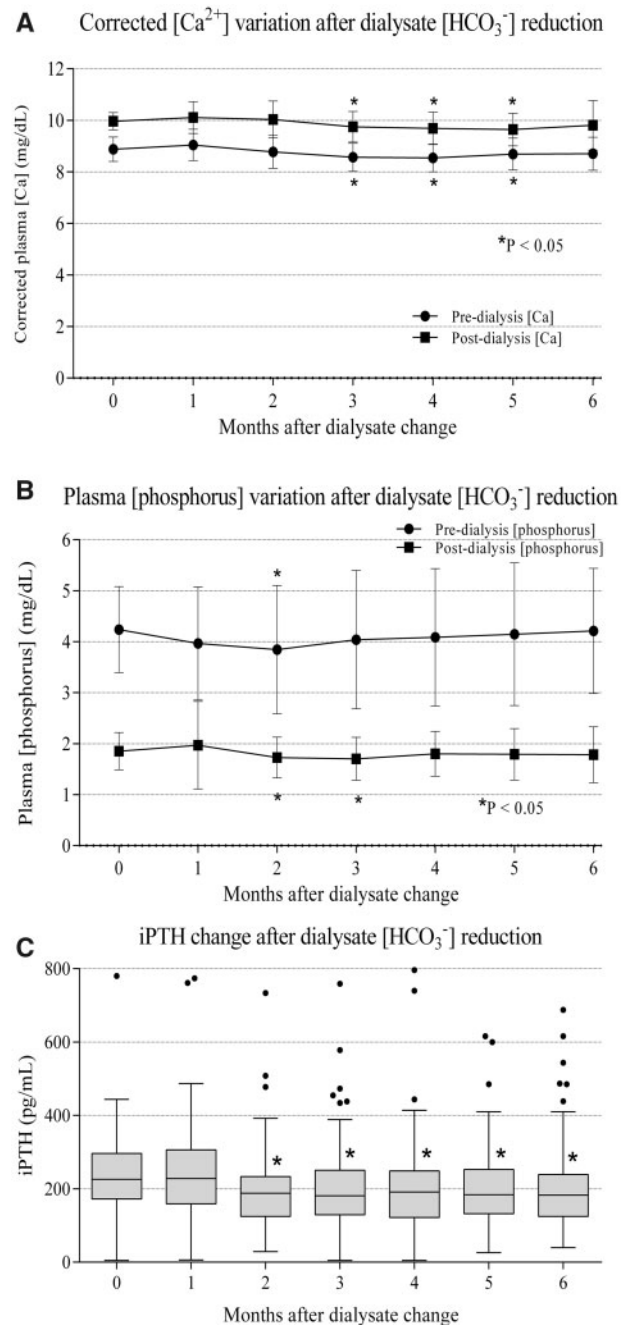 A Corrected [Ca²⁺] variation after dialysate [HCO₃⁻] reduction
Corrected plasma [Ca] (mg/dL)
12
10
8
6
4
2
0
* * *
* * *
*P < 0.05
Pre-dialysis [Ca]
Post-dialysis [Ca]
0 1 2 3 4 5 6
Months after dialysate change
B Plasma [phosphorus] variation after dialysate [HCO₃⁻] reduction
Plasma [phosphorus] (mg/dL)
6
5
4
3
2
1
0
Pre-dialysis [phosphorus]
Post-dialysis [phosphorus]
*
* *
*P < 0.05
0 1 2 3 4 5 6
Months after dialysate change
C iPTH change after dialysate [HCO₃⁻] reduction
iPTH (pg/mL)
800
600
400
200
0
* * * * *
0 1 2 3 4 5 6
Months after dialysate change